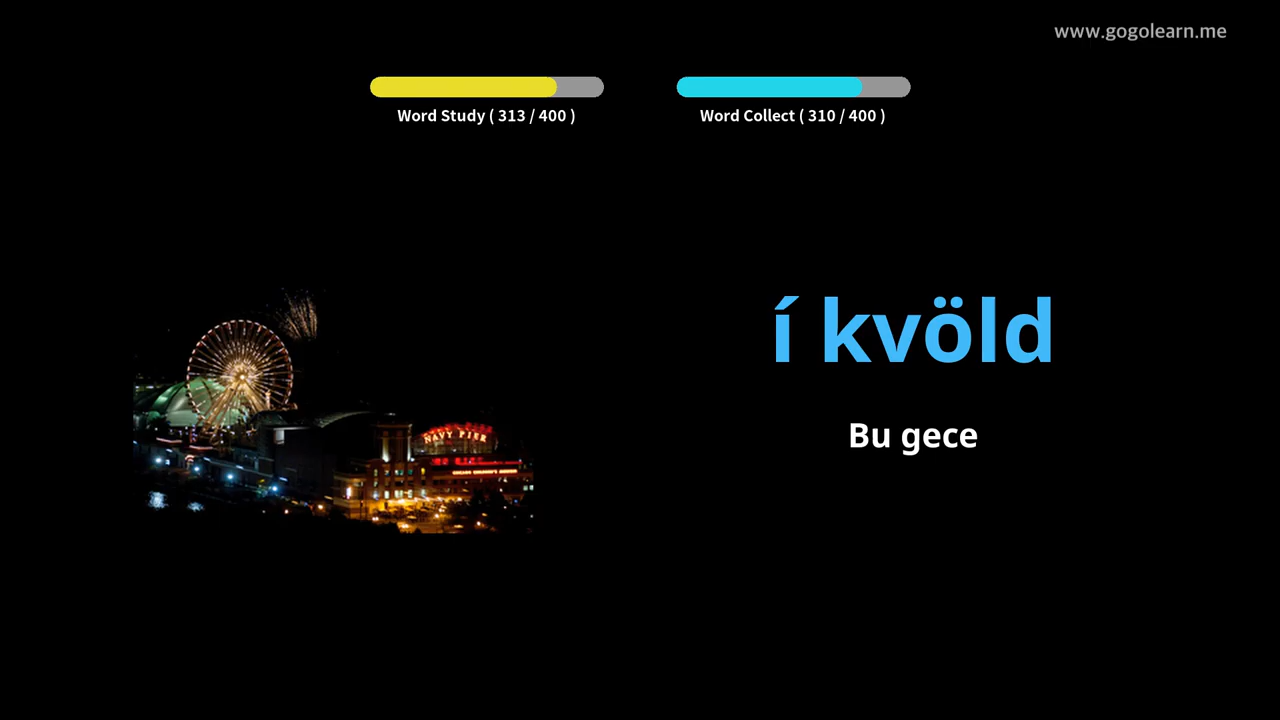 www.gogolearn.me
Word Study ( 313 / 400 )
Word Collect ( 310 / 400 )
í kvöld
Bu gece
NAVY PIER